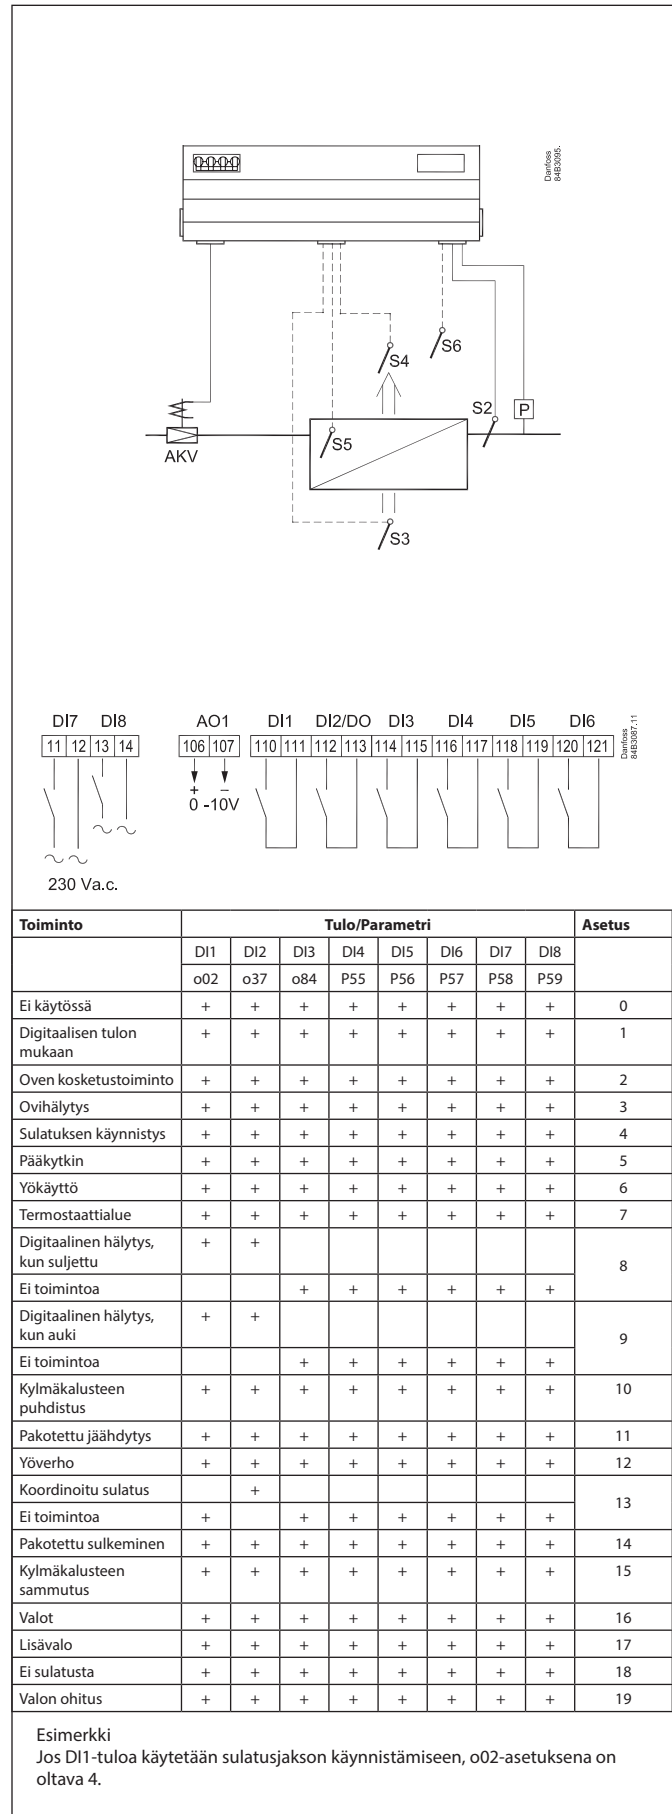 Danfoss
84B3095.
S4
S6
S2
P
AKV
S5
S3
DI7 DI8 AO1 DI1 DI2/DO DI3 DI4 DI5 DI6
11 12 13 14 106 107 110 111 112 113 114 115 116 117 118 119 120 121
Danfoss
84B3087.11
+ –
0 -10V
230 Va.c.
Toiminto Tulo/Parametri Asetus
DI1 DI2 DI3 DI4 DI5 DI6 DI7 DI8
o02 o37 o84 P55 P56 P57 P58 P59
Ei käytössä + + + + + + + + 0
Digitaalisen tulon + + + + + + + + 1
mukaan
Oven kosketustoiminto + + + + + + + + 2
Ovihälytys + + + + + + + + 3
Sulatuksen käynnistys + + + + + + + + 4
Pääkytkin + + + + + + + + 5
Yökäyttö + + + + + + + + 6
Termostaattialue + + + + + + + + 7
Digitaalinen hälytys, + +
kun suljettu
8
Ei toimintoa + + + + + +
Digitaalinen hälytys, + +
kun auki
9
Ei toimintoa + + + + + +
Kylmäkalusteen + + + + + + + + 10
puhdistus
Pakotettu jäähdytys + + + + + + + + 11
Yöverho + + + + + + + + 12
Koordinoitu sulatus +
13
Ei toimintoa + + + + + + +
Pakotettu sulkeminen + + + + + + + + 14
Kylmäkalusteen + + + + + + + + 15
sammutus
Valot + + + + + + + + 16
Lisävalo + + + + + + + + 17
Ei sulatusta + + + + + + + + 18
Valon ohitus + + + + + + + + 19
Esimerkki
Jos DI1-tuloa käytetään sulatusjakson käynnistämiseen, o02-asetuksena on
oltava 4.